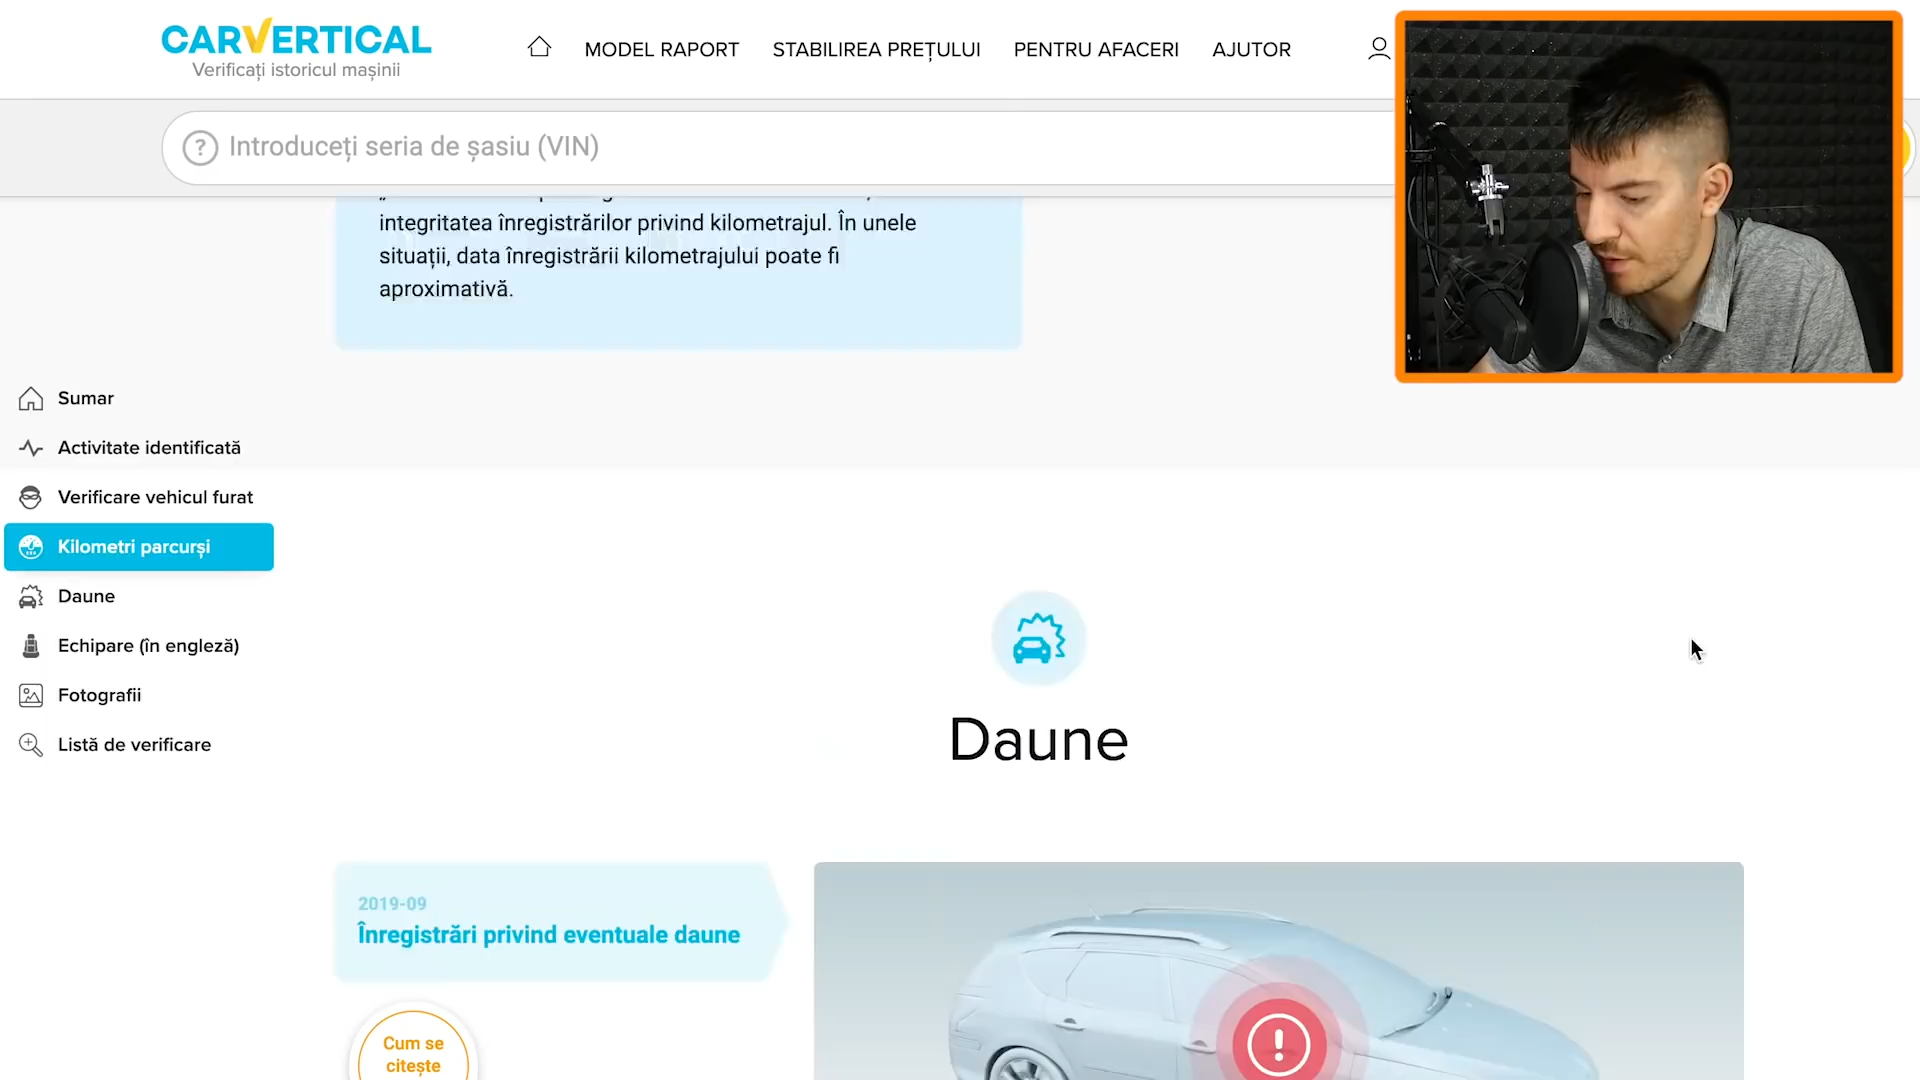 CARVERTICAL
Verificați istoricul mașinii
MODEL RAPORT
STABILIREA PREȚULUI
PENTRU AFACERI
AJUTOR
? Introduceți seria de șasiu (VIN)
integritatea înregistrărilor privind kilometrajul. În unele
situații, data înregistrării kilometrajului poate fi
aproximativă.
Sumar
Activitate identificată
Verificare vehicul furat
Kilometri parcurși
Daune
Echipare (în engleză)
Fotografii
Listă de verificare
Daune
2019-09
Înregistrări privind eventuale daune
Cum se
citește